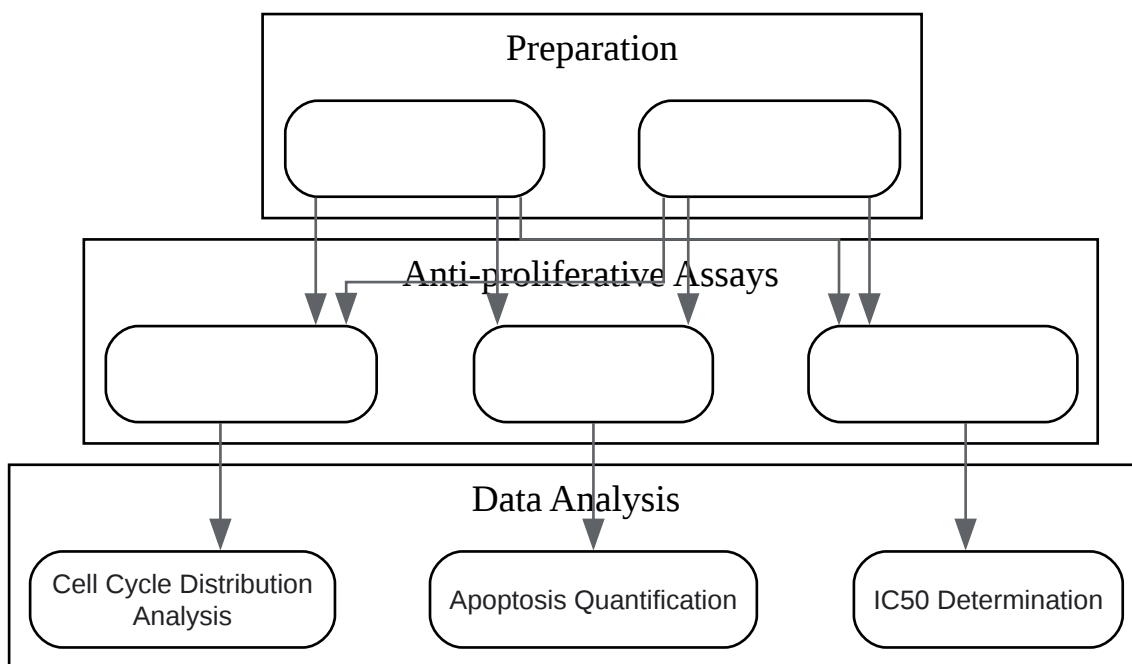 Preparation
Anti-proliferative Assays
Data Analysis
Cell Cycle Distribution
Analysis
Apoptosis Quantification
IC50 Determination